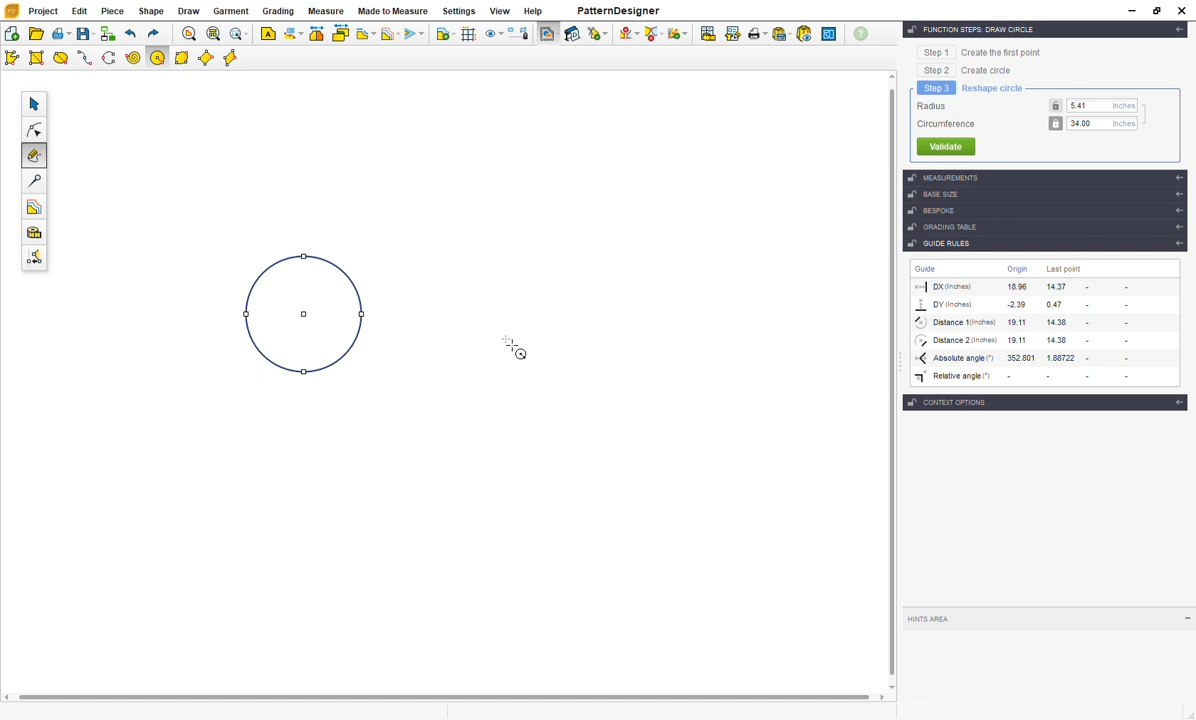 PD Project Edit Piece Shape Draw Garment Grading Measure Made to Measure Settings View Help PatternDesigner
FUNCTION STEPS: DRAW CIRCLE
Step 1 Create the first point
Step 2 Create circle
Step 3 Reshape circle
Radius 5.41 Inches
Circumference 34.00 Inches
Validate
MEASUREMENTS
BASE SIZE
BESPOKE
GRADING TABLE
GUIDE RULES
Guide Origin Last point
DX (Inches) 18.96 14.37 - -
DY (Inches) -2.39 0.47 - -
Distance 1 (Inches) 19.11 14.38 - -
Distance 2 (Inches) 19.11 14.38 - -
Absolute angle (°) 352.801 1.88722 - -
Relative angle (°) - - - -
CONTEXT OPTIONS
HINTS AREA